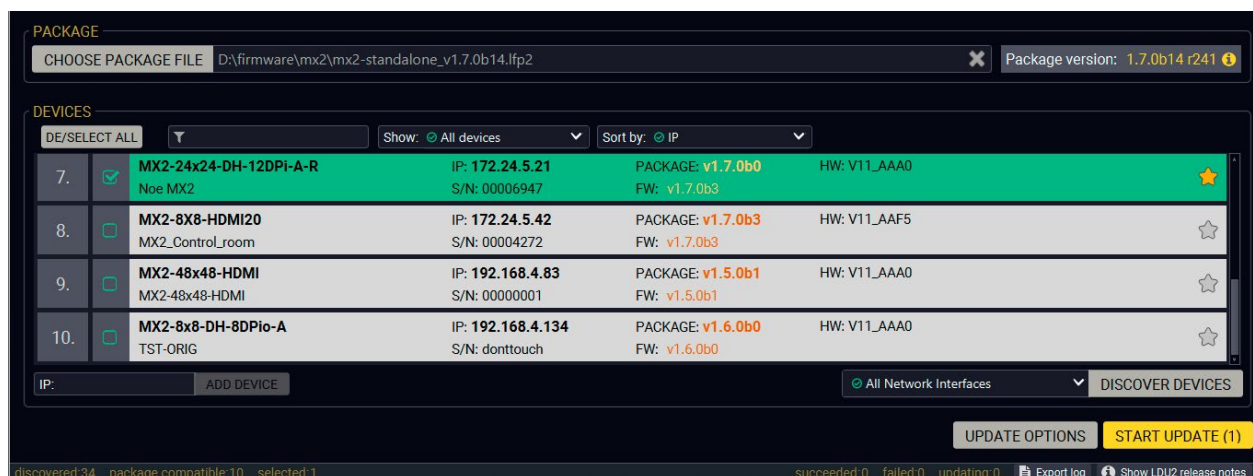 PACKAGE
CHOOSE PACKAGE FILE D:\firmware\mx2\mx2-standalone_v1.7.0b14.lfp2 Package version: 1.7.0b14 r241
DEVICES
DE/SELECT ALL Show: All devices Sort by: IP
7. MX2-24x24-DH-12DPi-A-R IP: 172.24.5.21 PACKAGE: v1.7.0b0 HW: V11_AAA0
Noe MX2 S/N: 00006947 FW: v1.7.0b3
8. MX2-8X8-HDMI20 IP: 172.24.5.42 PACKAGE: v1.7.0b3 HW: V11_AAF5
MX2_Control_room S/N: 00004272 FW: v1.7.0b3
9. MX2-48x48-HDMI IP: 192.168.4.83 PACKAGE: v1.5.0b1 HW: V11_AAA0
MX2-48x48-HDMI S/N: 00000001 FW: v1.5.0b1
10. MX2-8x8-DH-8DPio-A IP: 192.168.4.134 PACKAGE: v1.6.0b0 HW: V11_AAA0
TST-ORIG S/N: donttouch FW: v1.6.0b0
IP: ADD DEVICE All Network Interfaces DISCOVER DEVICES
UPDATE OPTIONS START UPDATE (1)
discovered:34 package compatible:10 selected:1 succeeded:0 failed:0 updating:0 Export log Show LDU2 release notes